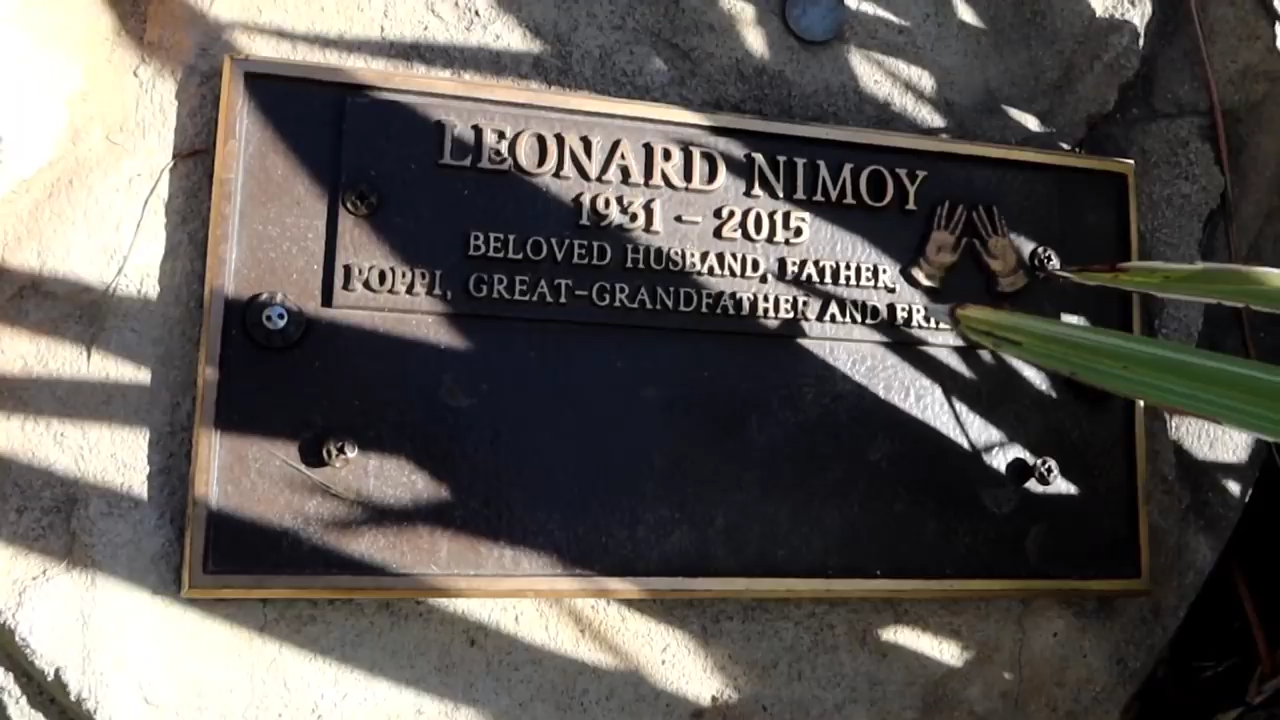 LEONARD NIMOY
1931 – 2015
BELOVED HUSBAND, FATHER,
POPPI, GREAT-GRANDFATHER AND